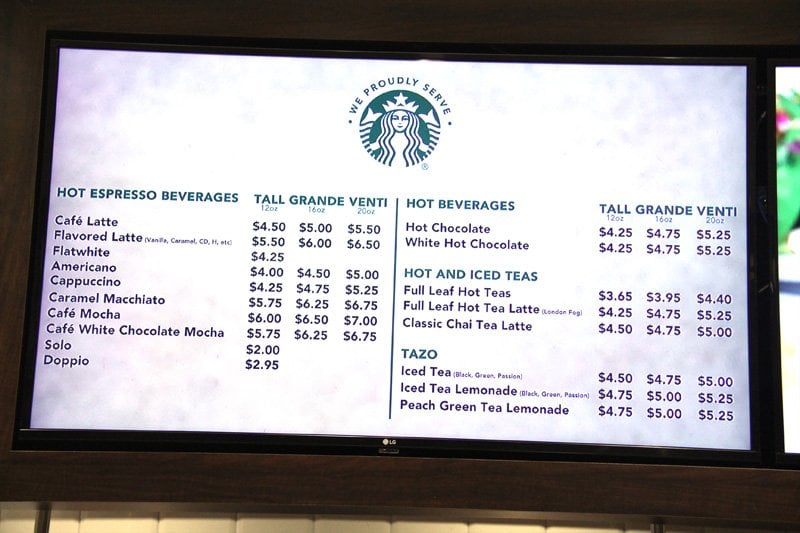 WE PROUDLY SERVE
®
HOT ESPRESSO BEVERAGES TALL GRANDE VENTI
12oz 16oz 20oz
Café Latte $4.50 $5.00 $5.50
Flavored Latte (Vanilla, Caramel, CD, H, etc) $5.50 $6.00 $6.50
Flatwhite $4.25
Americano $4.00 $4.50 $5.00
Cappuccino $4.25 $4.75 $5.25
Caramel Macchiato $5.75 $6.25 $6.75
Café Mocha $6.00 $6.50 $7.00
Café White Chocolate Mocha $5.75 $6.25 $6.75
Solo $2.00
Doppio $2.95
HOT BEVERAGES TALL GRANDE VENTI
12oz 16oz 20oz
Hot Chocolate $4.25 $4.75 $5.25
White Hot Chocolate $4.25 $4.75 $5.25
HOT AND ICED TEAS
Full Leaf Hot Teas $3.65 $3.95 $4.40
Full Leaf Hot Tea Latte (London Fog) $4.25 $4.75 $5.25
Classic Chai Tea Latte $4.50 $4.75 $5.00
TAZO
Iced Tea (Black, Green, Passion) $4.50 $4.75 $5.00
Iced Tea Lemonade (Black, Green, Passion) $4.75 $5.00 $5.25
Peach Green Tea Lemonade $4.75 $5.00 $5.25
LG